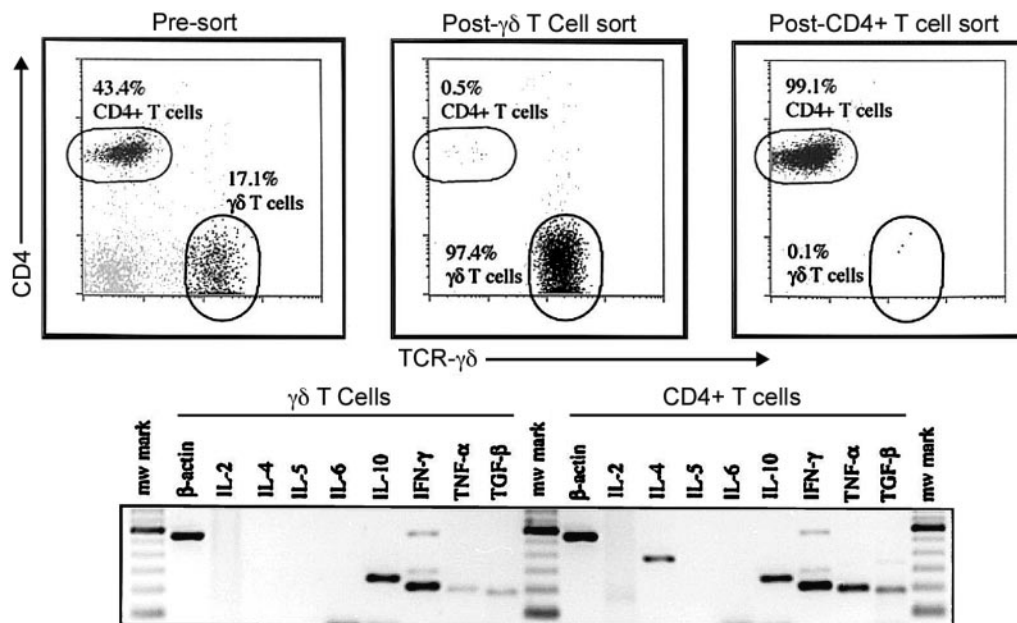 Pre-sort
Post-γδ T Cell sort
Post-CD4+ T cell sort
43.4%
CD4+ T cells
17.1%
γδ T cells
0.5%
CD4+ T cells
97.4%
γδ T cells
99.1%
CD4+ T cells
0.1%
γδ T cells
CD4
TCR-γδ
γδ T Cells
CD4+ T cells
mw mark
β-actin
IL-2
IL-4
IL-5
IL-6
IL-10
IFN-γ
TNF-α
TGF-β
mw mark
β-actin
IL-2
IL-4
IL-5
IL-6
IL-10
IFN-γ
TNF-α
TGF-β
mw mark